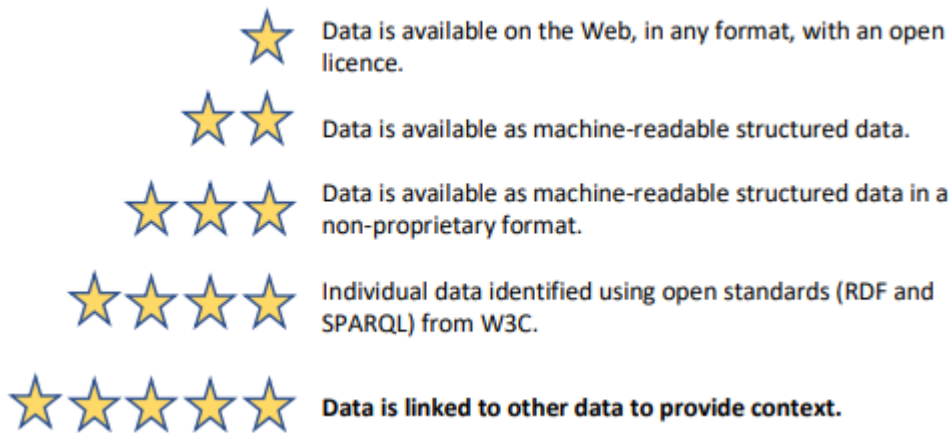 Data is available on the Web, in any format, with an open
licence.
Data is available as machine-readable structured data.
Data is available as machine-readable structured data in a
non-proprietary format.
Individual data identified using open standards (RDF and
SPARQL) from W3C.
Data is linked to other data to provide context.